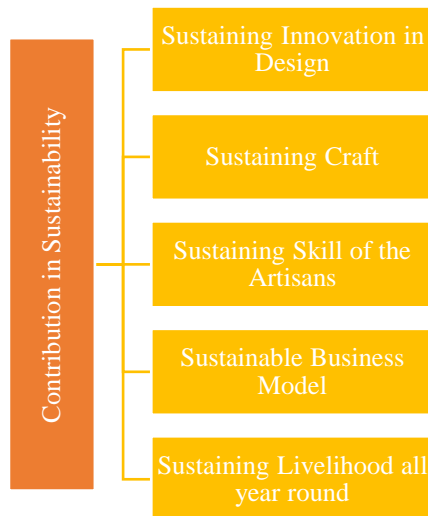 Contribution in Sustainability
Sustaining Innovation in
Design
Sustaining Craft
Sustaining Skill of the
Artisans
Sustainable Business
Model
Sustaining Livelihood all
year round